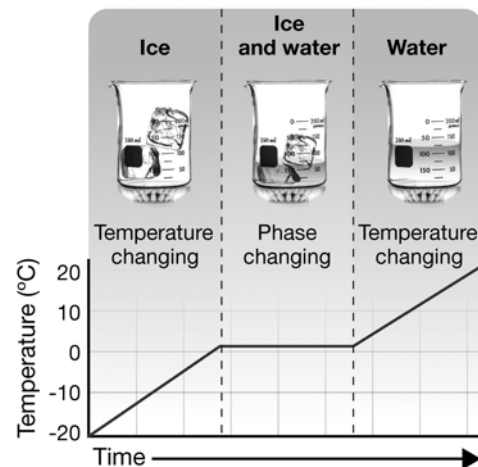 Ice
Ice
and water
Water
Temperature
changing
Phase
changing
Temperature
changing
Temperature (ºC)
20
10
0
-10
-20
Time